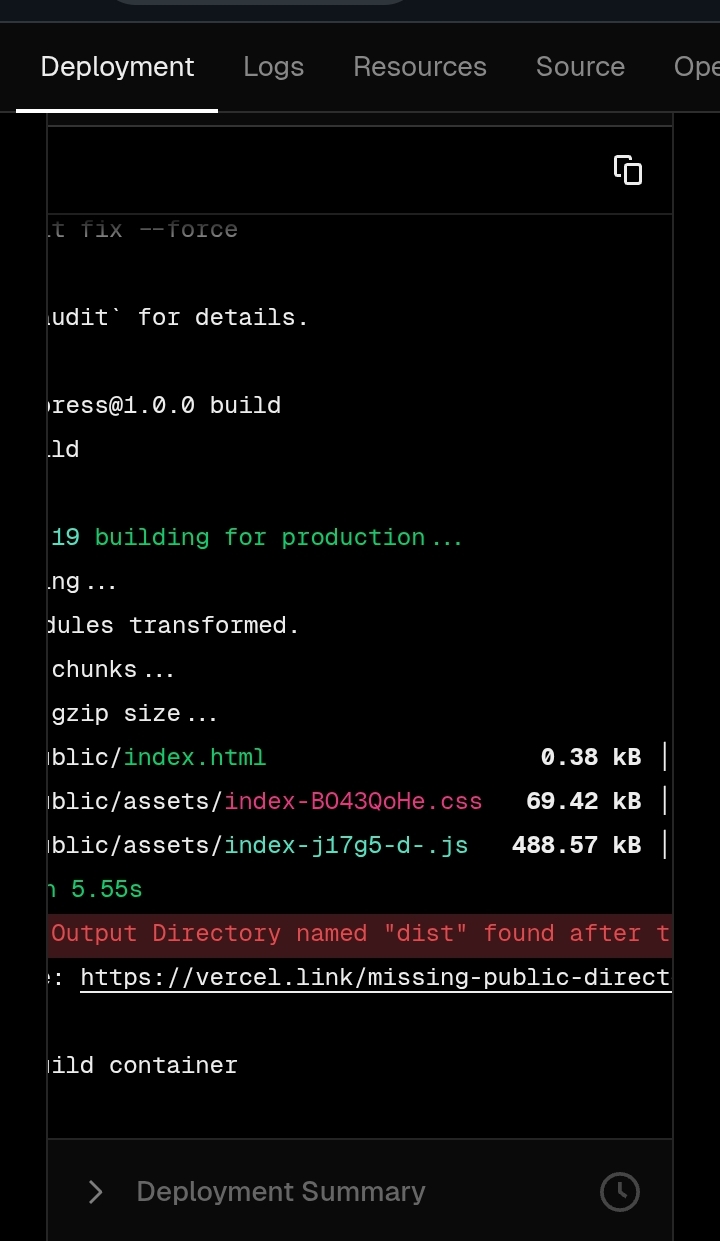 Deployment Logs Resources Source Ope
it fix --force
audit` for details.
press@1.0.0 build
ild
19 building for production...
ing...
dules transformed.
chunks...
gzip size...
ublic/index.html 0.38 kB │
ublic/assets/index-BO43QoHe.css 69.42 kB │
ublic/assets/index-j17g5-d-.js 488.57 kB │
n 5.55s
Output Directory named "dist" found after t
e: https://vercel.link/missing-public-direct
uild container
Deployment Summary